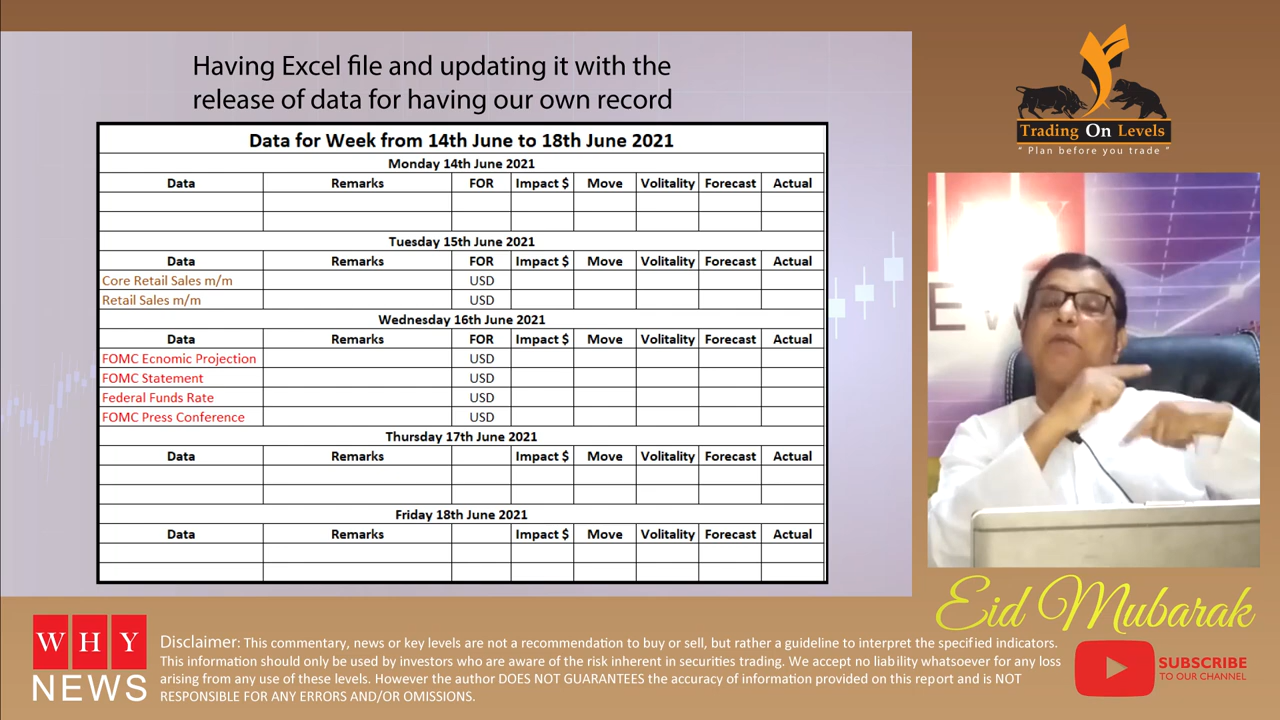 Having Excel file and updating it with the
release of data for having our own record
Data for Week from 14th June to 18th June 2021
Monday 14th June 2021
Data Remarks FOR Impact $ Move Volitality Forecast Actual
Tuesday 15th June 2021
Data Remarks FOR Impact $ Move Volitality Forecast Actual
Core Retail Sales m/m USD
Retail Sales m/m USD
Wednesday 16th June 2021
Data Remarks FOR Impact $ Move Volitality Forecast Actual
FOMC Ecnomic Projection USD
FOMC Statement USD
Federal Funds Rate USD
FOMC Press Conference USD
Thursday 17th June 2021
Data Remarks Impact $ Move Volitality Forecast Actual
Friday 18th June 2021
Data Remarks Impact $ Move Volitality Forecast Actual
Trading On Levels
" Plan before you trade "
Eid Mubarak
WHY
NEWS
Disclaimer: This commentary, news or key levels are not a recommendation to buy or sell, but rather a guideline to interpret the specified indicators.
This information should only be used by investors who are aware of the risk inherent in securities trading. We accept no liability whatsoever for any loss
arising from any use of these levels. However the author DOES NOT GUARANTEES the accuracy of information provided on this report and is NOT
RESPONSIBLE FOR ANY ERRORS AND/OR OMISSIONS.
SUBSCRIBE
TO OUR CHANNEL